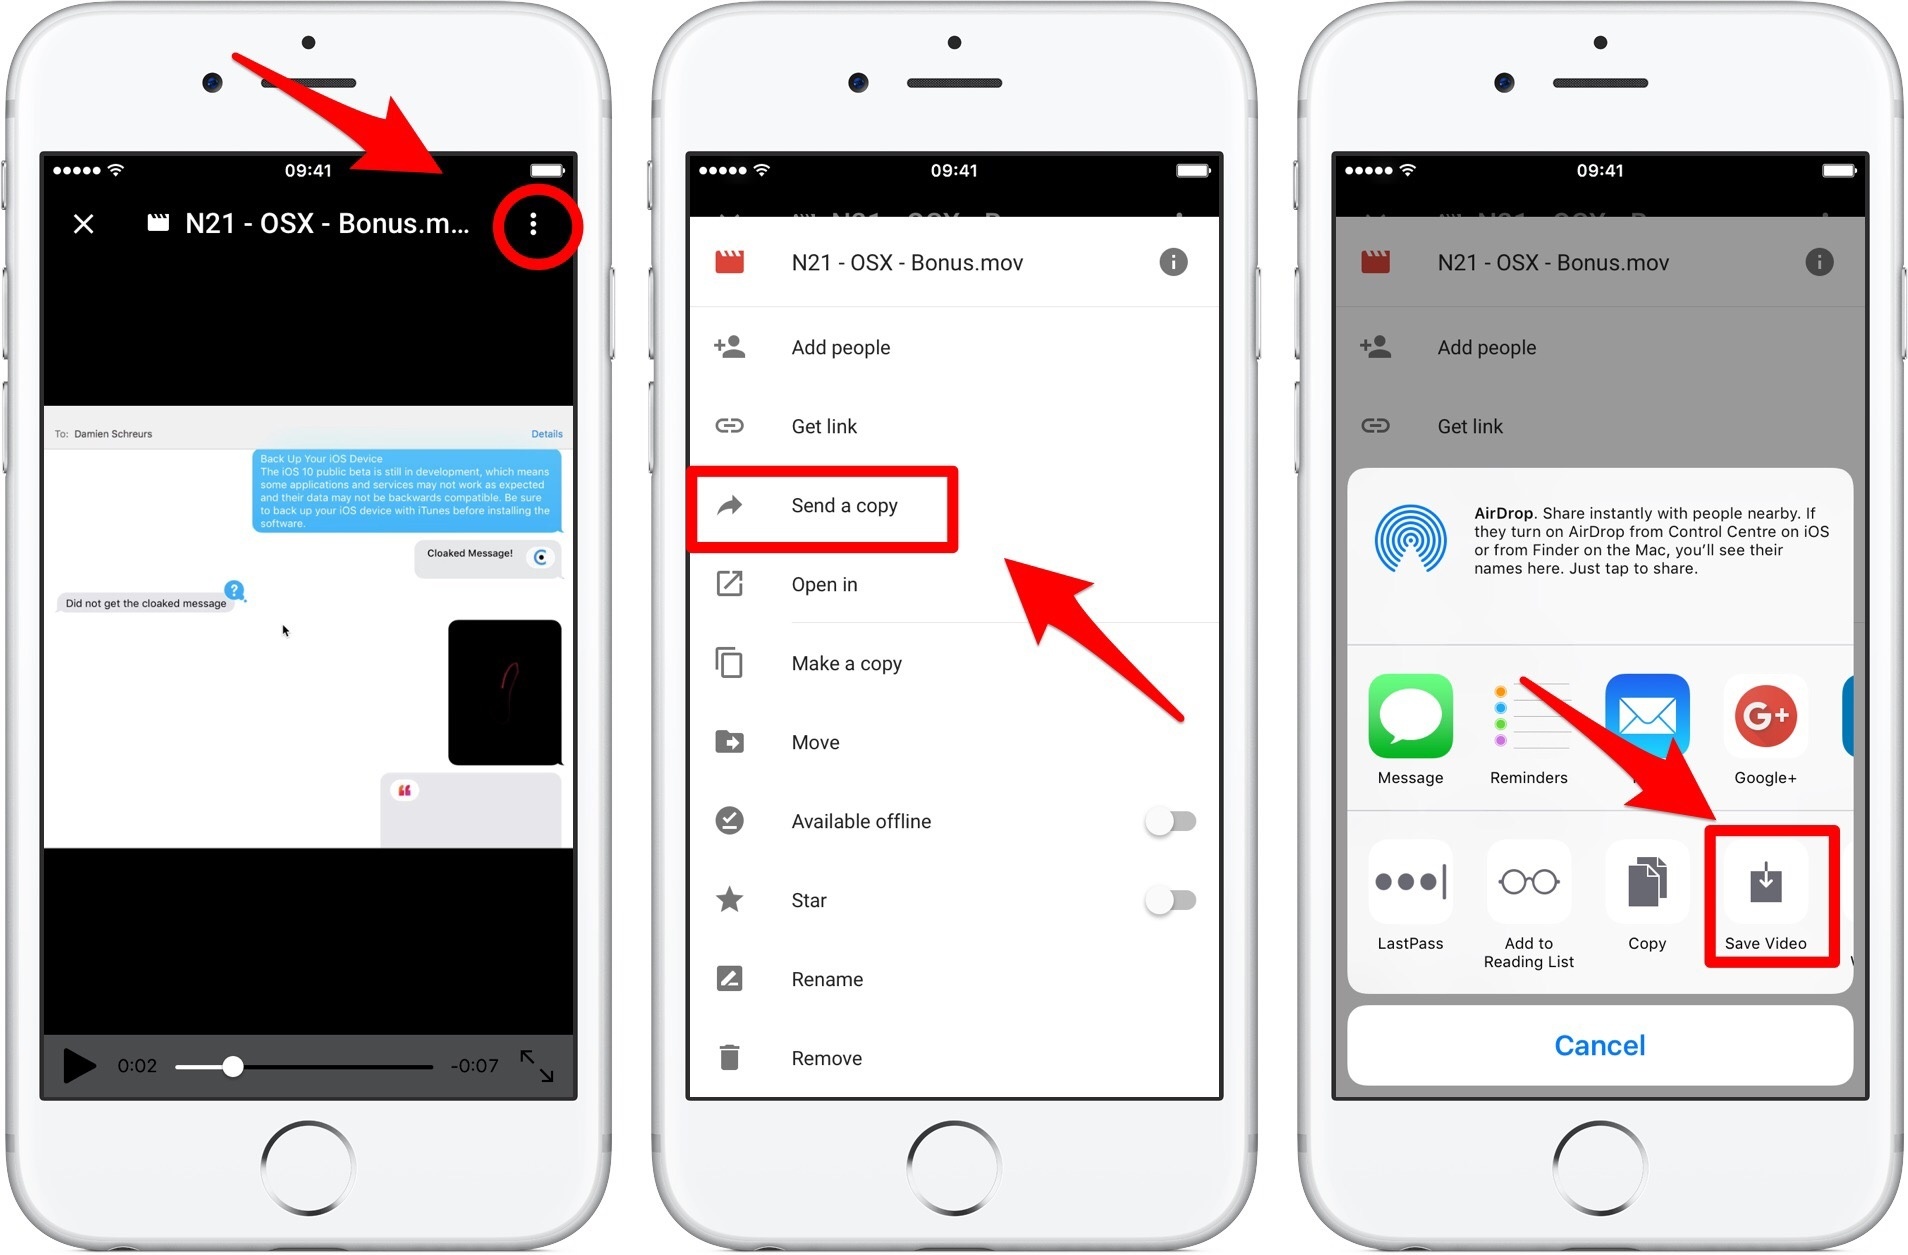 09:41
N21 - OSX - Bonus.m...
To: Damien Schreurs
Details
Back Up Your iOS Device
The iOS 10 public beta is still in development, which means
some applications and services may not work as expected
and their data may not be backwards compatible. Be sure
to back up your iOS device with iTunes before installing the
software.
Cloaked Message!
?
Did not get the cloaked message
0:02
-0:07
09:41
N21 - OSX - Bonus.mov
Add people
Get link
Send a copy
Open in
Make a copy
Move
Available offline
Star
Rename
Remove
09:41
N21 - OSX - Bonus.mov
Add people
Get link
AirDrop. Share instantly with people nearby. If
they turn on AirDrop from Control Centre on iOS
or from Finder on the Mac, you'll see their
names here. Just tap to share.
G+
Message
Reminders
Google+
LastPass
Add to
Reading List
Copy
Save Video
Cancel